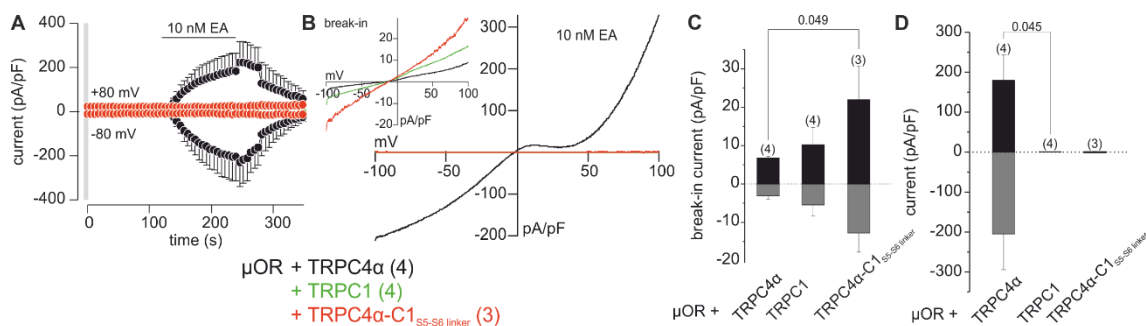 A
10 nM EA
current (pA/pF)
400
200
0
-200
-400
+80 mV
-80 mV
0
100
200
300
time (s)
B
break-in
20
10
mV
-100
-50
50
100
-10
-20
pA/pF
10 nM EA
300
200
100
mV
-100
-50
50
100
-100
-200
pA/pF
µOR + TRPC4α (4)
+ TRPC1 (4)
+ TRPC4α-C1S5-S6 linker (3)
C
0.049
break-in current (pA/pF)
30
20
10
0
10
20
(4)
(4)
(3)
µOR +
TRPC4α
TRPC1
TRPC4α-C1S5-S6 linker
D
0.045
current (pA/pF)
300
200
100
0
100
200
300
(4)
(4)
(3)
µOR +
TRPC4α
TRPC1
TRPC4α-C1S5-S6 linker